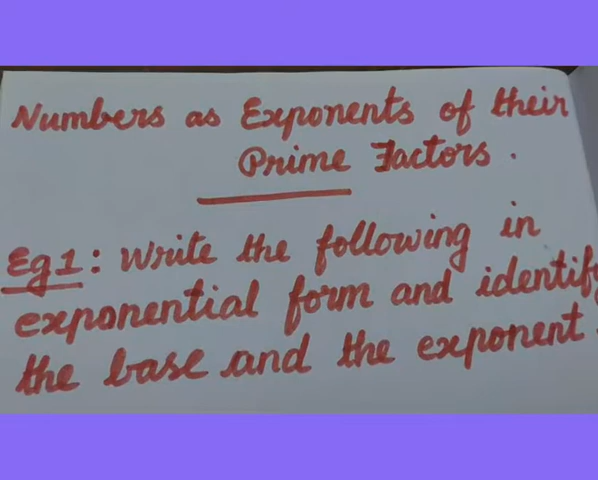 Numbers as Exponents of their
Prime Factors.
Eg1: Write the following in
exponential form and identify
the base and the exponent.